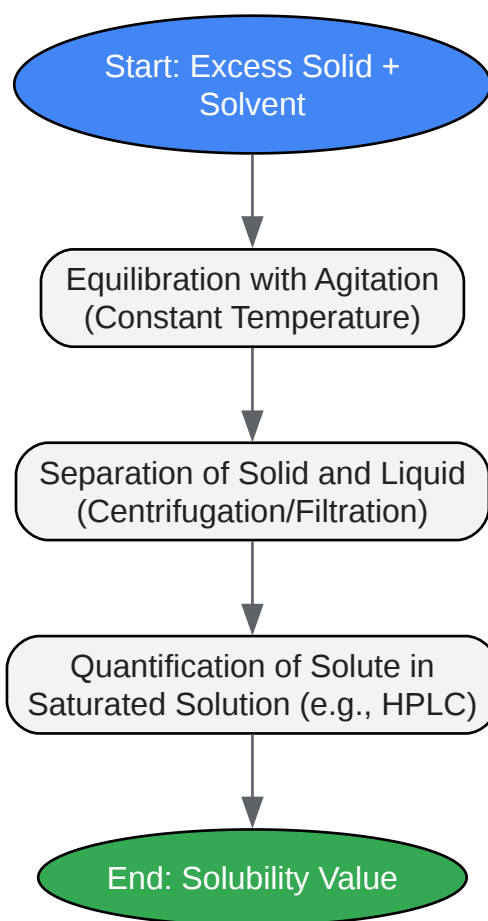 Start: Excess Solid +
Solvent
Equilibration with Agitation
(Constant Temperature)
Separation of Solid and Liquid
(Centrifugation/Filtration)
Quantification of Solute in
Saturated Solution (e.g., HPLC)
End: Solubility Value